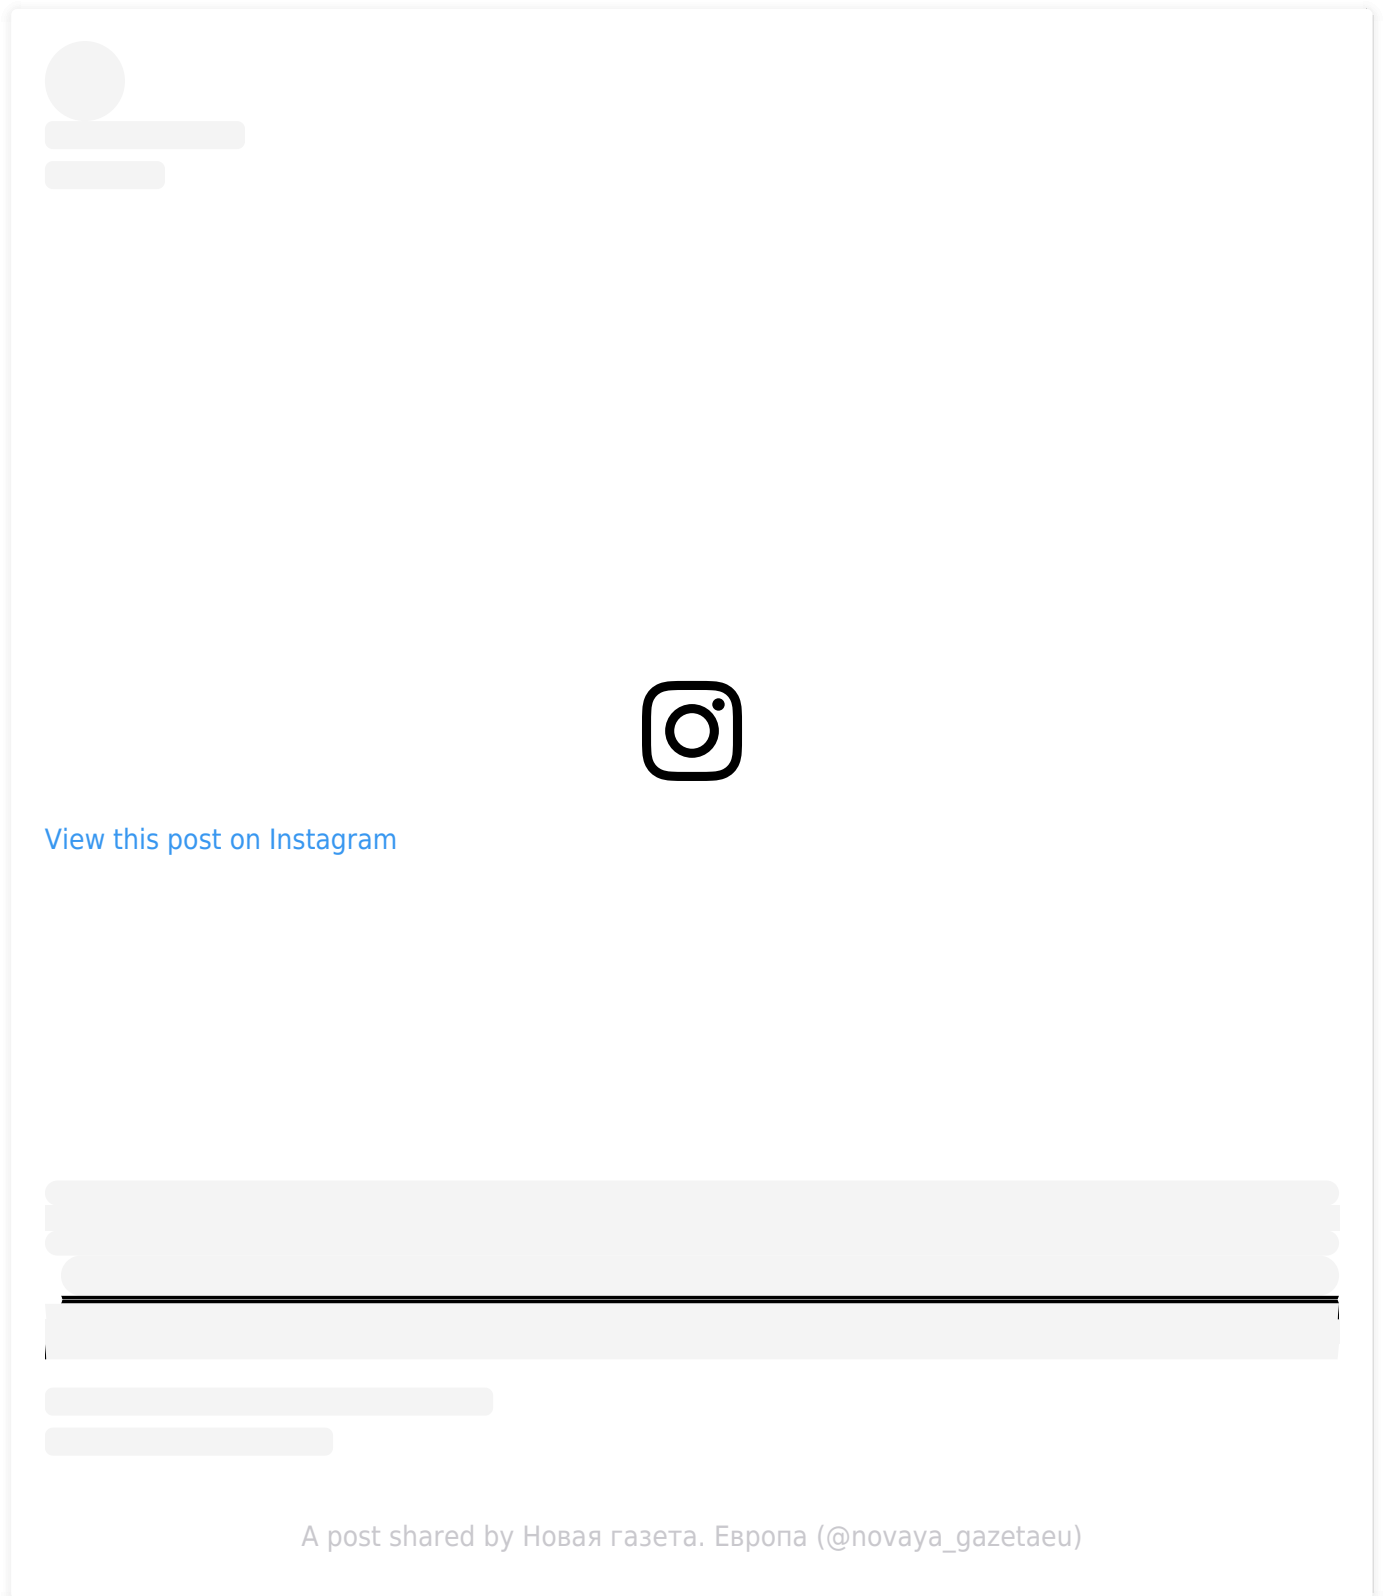 View this post on Instagram
A post shared by Новая газета. Европа (@novaya_gazetaeu)